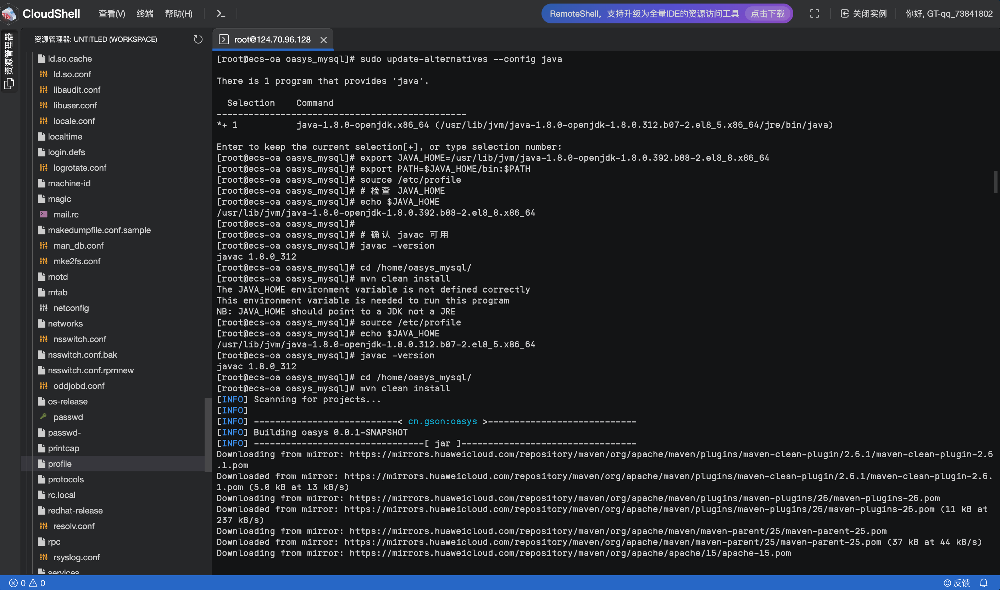 CloudShell
查看(V)
终端
帮助(H)
RemoteShell，支持升级为全量IDE的资源访问工具
点击下载
关闭实例
你好, GT-qq_73841802
资源管理器
资源管理器: UNTITLED (WORKSPACE)
ld.so.cache
ld.so.conf
libaudit.conf
libuser.conf
locale.conf
localtime
login.defs
logrotate.conf
machine-id
magic
mail.rc
makedumpfile.conf.sample
man_db.conf
mke2fs.conf
motd
mtab
netconfig
networks
nsswitch.conf
nsswitch.conf.bak
nsswitch.conf.rpmnew
oddjobd.conf
os-release
passwd
passwd-
printcap
profile
protocols
rc.local
redhat-release
resolv.conf
rpc
rsyslog.conf
services
root@124.70.96.128
[root@ecs-oa oasys_mysql]# sudo update-alternatives --config java
There is 1 program that provides 'java'.
Selection    Command
-----------------------------------------------
*+ 1           java-1.8.0-openjdk.x86_64 (/usr/lib/jvm/java-1.8.0-openjdk-1.8.0.312.b07-2.el8_5.x86_64/jre/bin/java)
Enter to keep the current selection[+], or type selection number:
[root@ecs-oa oasys_mysql]# export JAVA_HOME=/usr/lib/jvm/java-1.8.0-openjdk-1.8.0.392.b08-2.el8_8.x86_64
[root@ecs-oa oasys_mysql]# export PATH=$JAVA_HOME/bin:$PATH
[root@ecs-oa oasys_mysql]# source /etc/profile
[root@ecs-oa oasys_mysql]# # 检查 JAVA_HOME
[root@ecs-oa oasys_mysql]# echo $JAVA_HOME
/usr/lib/jvm/java-1.8.0-openjdk-1.8.0.392.b08-2.el8_8.x86_64
[root@ecs-oa oasys_mysql]#
[root@ecs-oa oasys_mysql]# # 确认 javac 可用
[root@ecs-oa oasys_mysql]# javac -version
javac 1.8.0_312
[root@ecs-oa oasys_mysql]# cd /home/oasys_mysql/
[root@ecs-oa oasys_mysql]# mvn clean install
The JAVA_HOME environment variable is not defined correctly
This environment variable is needed to run this program
NB: JAVA_HOME should point to a JDK not a JRE
[root@ecs-oa oasys_mysql]# source /etc/profile
[root@ecs-oa oasys_mysql]# echo $JAVA_HOME
/usr/lib/jvm/java-1.8.0-openjdk-1.8.0.312.b07-2.el8_5.x86_64
[root@ecs-oa oasys_mysql]# javac -version
javac 1.8.0_312
[root@ecs-oa oasys_mysql]# cd /home/oasys_mysql/
[root@ecs-oa oasys_mysql]# mvn clean install
[INFO] Scanning for projects...
[INFO]
[INFO] ---------------------------< cn.gson:oasys >----------------------------
[INFO] Building oasys 0.0.1-SNAPSHOT
[INFO] --------------------------------[ jar ]---------------------------------
Downloading from mirror: https://mirrors.huaweicloud.com/repository/maven/org/apache/maven/plugins/maven-clean-plugin/2.6.1/maven-clean-plugin-2.6
.1.pom
Downloaded from mirror: https://mirrors.huaweicloud.com/repository/maven/org/apache/maven/plugins/maven-clean-plugin/2.6.1/maven-clean-plugin-2.6.
1.pom (5.0 kB at 13 kB/s)
Downloading from mirror: https://mirrors.huaweicloud.com/repository/maven/org/apache/maven/plugins/maven-plugins/26/maven-plugins-26.pom
Downloaded from mirror: https://mirrors.huaweicloud.com/repository/maven/org/apache/maven/plugins/maven-plugins/26/maven-plugins-26.pom (11 kB at
237 kB/s)
Downloading from mirror: https://mirrors.huaweicloud.com/repository/maven/org/apache/maven/maven-parent/25/maven-parent-25.pom
Downloaded from mirror: https://mirrors.huaweicloud.com/repository/maven/org/apache/maven/maven-parent/25/maven-parent-25.pom (37 kB at 44 kB/s)
Downloading from mirror: https://mirrors.huaweicloud.com/repository/maven/org/apache/apache/15/apache-15.pom
0
0
反馈